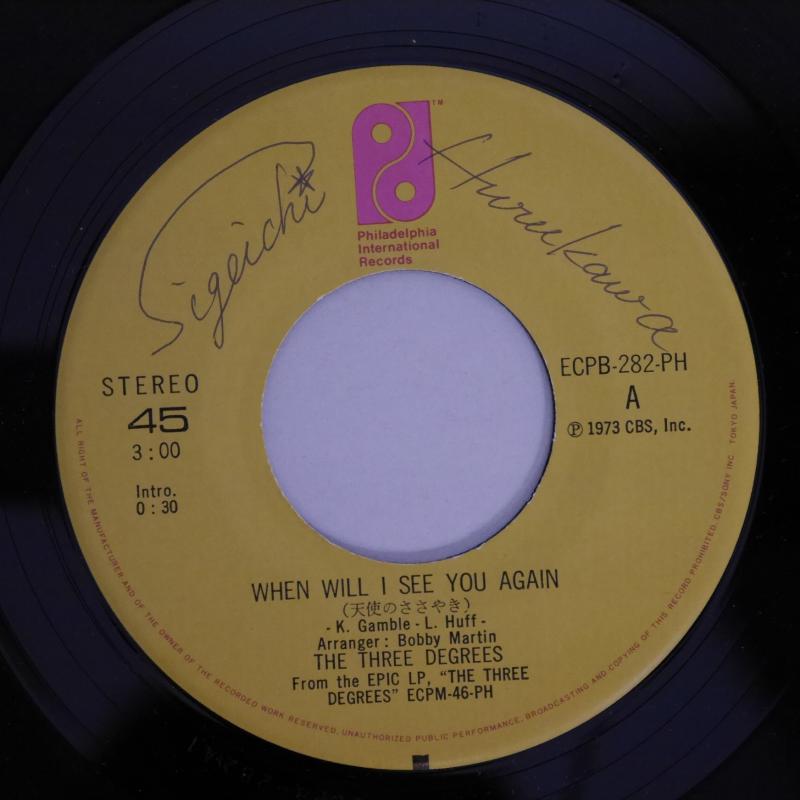 Sigeichi Hurukawa
TM
Philadelphia
International
Records
STEREO
45
3:00
Intro.
0:30
ECPB-282-PH
A
Ⓟ 1973 CBS, Inc.
WHEN WILL I SEE YOU AGAIN
(天使のささやき)
- K. Gamble - L. Huff -
Arranger: Bobby Martin
THE THREE DEGREES
From the EPIC LP, "THE THREE
DEGREES" ECPM-46-PH
ALL RIGHT OF THE MANUFACTURER AND OF THE OWNER OF THE RECORDED WORK RESERVED. UNAUTHORIZED PUBLIC PERFORMANCE, BROADCASTING AND COPYING OF THIS RECORD PROHIBITED. CBS/SONY INC TOKYO JAPAN.